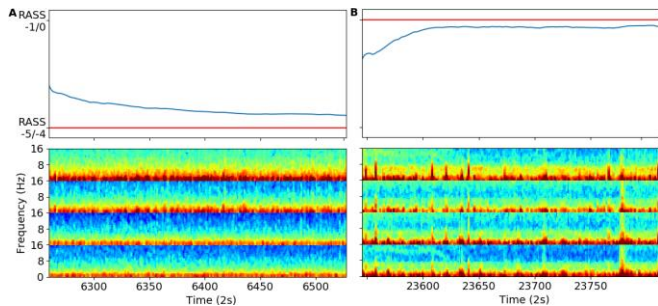 A
B
RASS
-1/0
RASS
-5/-4
16
8
16
8
16
8
16
8
0
Frequency (Hz)
6300
6350
6400
6450
6500
Time (2s)
23600
23650
23700
23750
Time (2s)